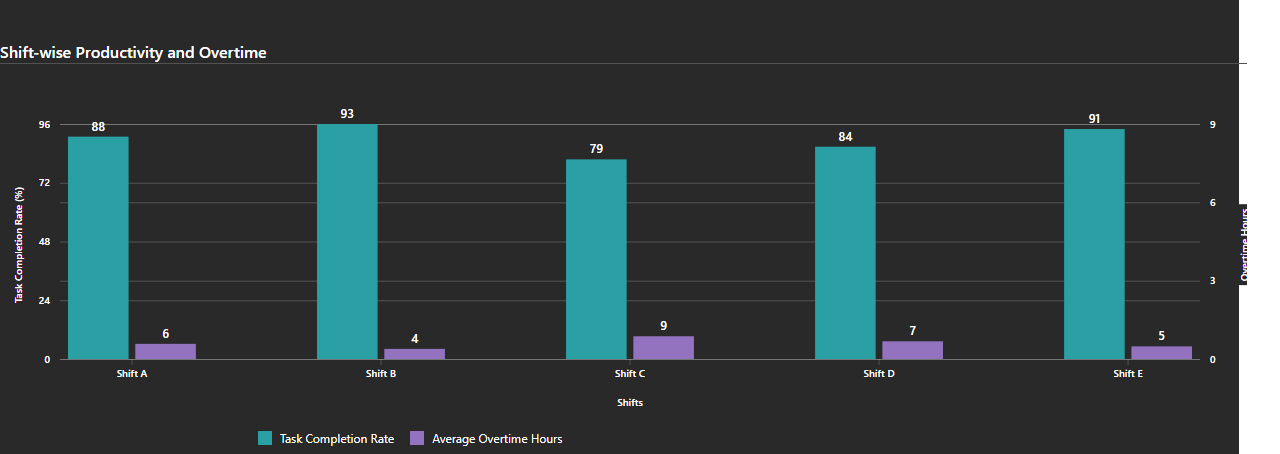 Shift-wise Productivity and Overtime
93
88
91
84
79
96
72
48
24
0
Task Completion Rate (%)
9
6
3
0
Overtime Hours
6
4
9
7
5
Shift A
Shift B
Shift C
Shift D
Shift E
Shifts
Task Completion Rate
Average Overtime Hours